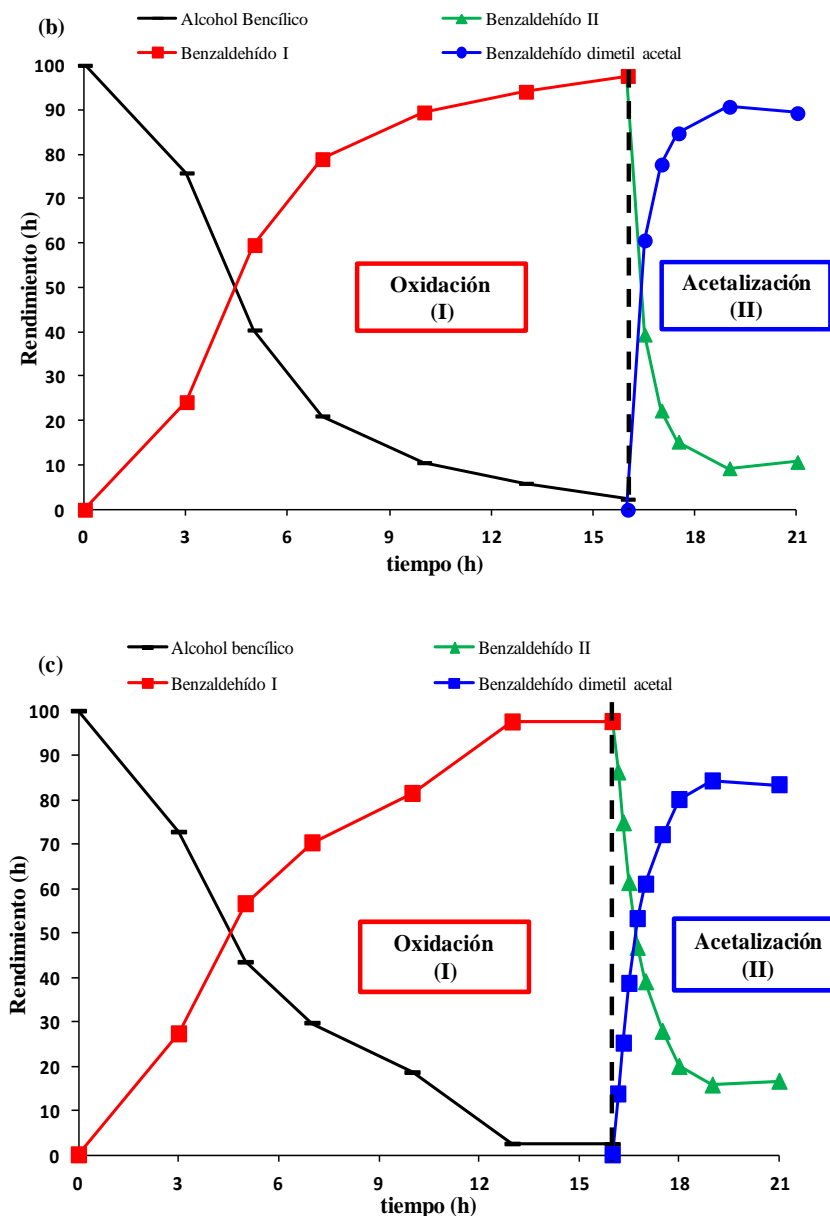 (b)
Alcohol Bencílico
Benzaldehído II
Benzaldehído I
Benzaldehído dimetil acetal
100
90
80
70
60
50
40
30
20
10
0
Rendimiento (h)
Oxidación
(I)
Acetalización
(II)
0 3 6 9 12 15 18 21
tiempo (h)
(c)
Alcohol bencílico
Benzaldehído II
Benzaldehído I
Benzaldehído dimetil acetal
100
90
80
70
60
50
40
30
20
10
0
Rendimiento (h)
Oxidación
(I)
Acetalización
(II)
0 3 6 9 12 15 18 21
tiempo (h)